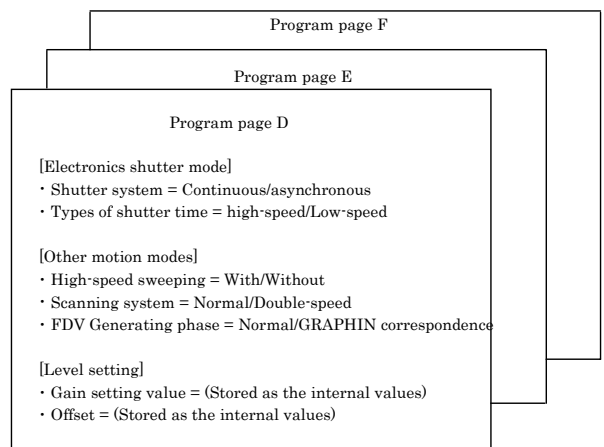 Program page F
Program page E
Program page D
[Electronics shutter mode]
・Shutter system = Continuous/asynchronous
・Types of shutter time = high-speed/Low-speed
[Other motion modes]
・High-speed sweeping = With/Without
・Scanning system = Normal/Double-speed
・FDV Generating phase = Normal/GRAPHIN correspondence
[Level setting]
・Gain setting value = (Stored as the internal values)
・Offset = (Stored as the internal values)